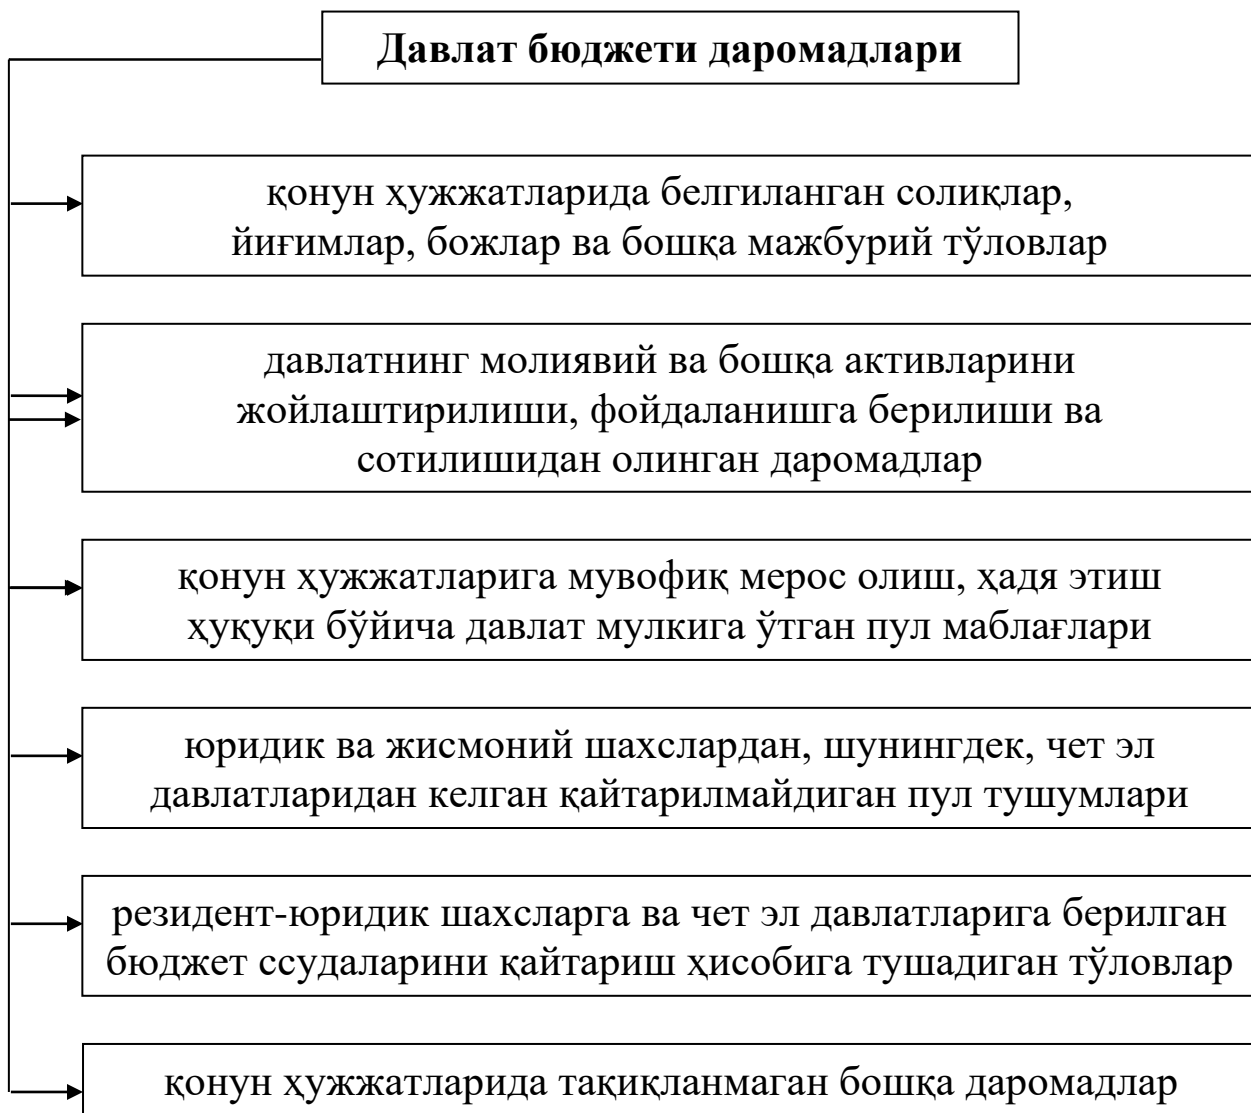 Давлат бюджети даромадлари
қонун ҳужжатларида белгиланган солиқлар,
йиғимлар, божлар ва бошқа мажбурий тўловлар
давлатнинг молиявий ва бошқа активларини
жойлаштирилиши, фойдаланишга берилиши ва
сотилишидан олинган даромадлар
қонун ҳужжатларига мувофиқ мерос олиш, ҳадя этиш
ҳуқуқи бўйича давлат мулкига ўтган пул маблағлари
юридик ва жисмоний шахслардан, шунингдек, чет эл
давлатларидан келган қайтарилмайдиган пул тушумлари
резидент-юридик шахсларга ва чет эл давлатларига берилган
бюджет ссудаларини қайтариш ҳисобига тушадиган тўловлар
қонун ҳужжатларида тақиқланмаган бошқа даромадлар